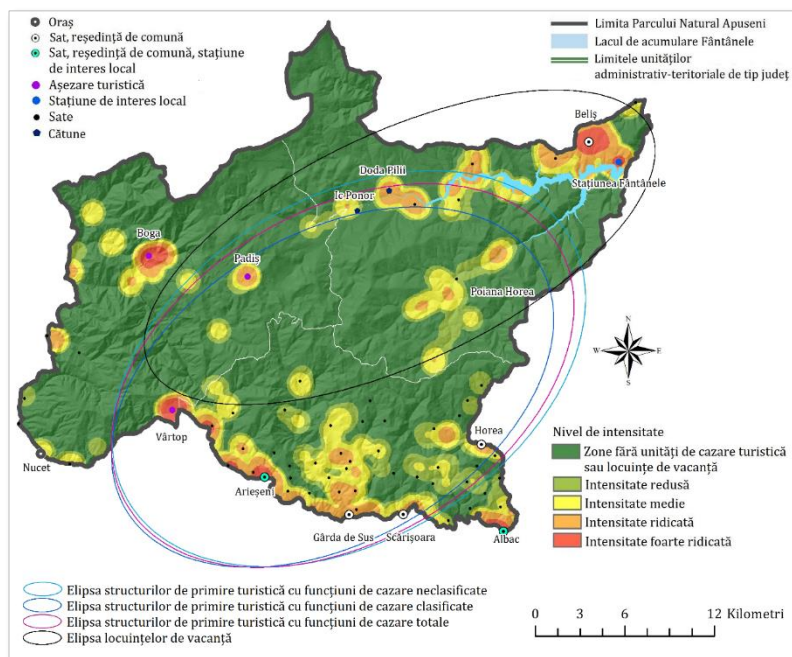 Oraș
Sat, reședință de comună
Sat, reședință de comună, stațiune
de interes local
Așezare turistică
Stațiune de interes local
Sate
Cătune
Limita Parcului Natural Apuseni
Lacul de acumulare Fântânele
Limitele unităților
administrativ-teritoriale de tip județ
Beliș
Doda Pilii
Stațiunea Fântânele
Ic Ponor
Boga
Padiș
Poiana Horea
N
W
E
S
Vârtop
Horea
Nucet
Arieșeni
Gârda de Sus
Scărișoara
Albac
Nivel de intensitate
Zone fără unități de cazare turistică
sau locuințe de vacanță
Intensitate redusă
Intensitate medie
Intensitate ridicată
Intensitate foarte ridicată
Elipsa structurilor de primire turistică cu funcțiuni de cazare neclasificate
Elipsa structurilor de primire turistică cu funcțiuni de cazare clasificate
Elipsa structurilor de primire turistică cu funcțiuni de cazare totale
Elipsa locuințelor de vacanță
0 3 6 12 Kilometri